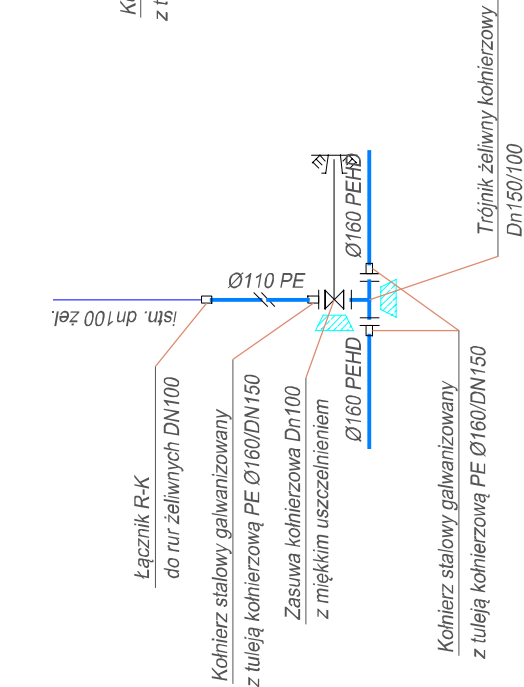 Trójnik żeliwny kołnierzowy
Dn150/100
Ø160 PEHD
Ø110 PE
istn. dn100 żel.
Ø160 PEHD
Łącznik R-K
do rur żeliwnych DN100
Kołnierz stalowy galwanizowany
z tuleją kołnierzową PE Ø160/DN150
Zasuwa kołnierzowa Dn100
z miękkim uszczelnieniem
Kołnierz stalowy galwanizowany
z tuleją kołnierzową PE Ø160/DN150